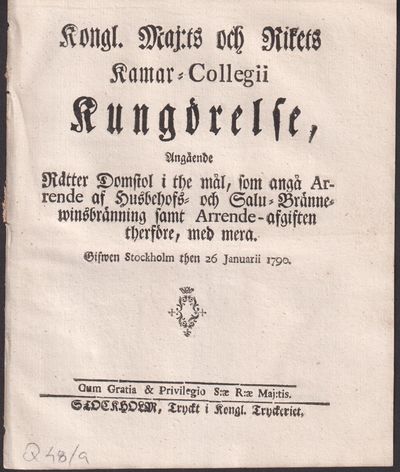 Kongl. Maj:ts och Rikets
Kamar-Collegii
Kungörelse,
Angående
Rätter Domstol i the mål, som angå Ar-
rende af Husbehofs- och Salu-Bränne-
winsbränning samt Arrende-afgiften
therföre, med mera.
Gifwen Stockholm then 26 Januarii 1790.
Cum Gratia & Privilegio S:æ R:æ Maj:tis.
STOCKHOLM, Tryckt i Kongl. Tryckeriet.
Q 48/a